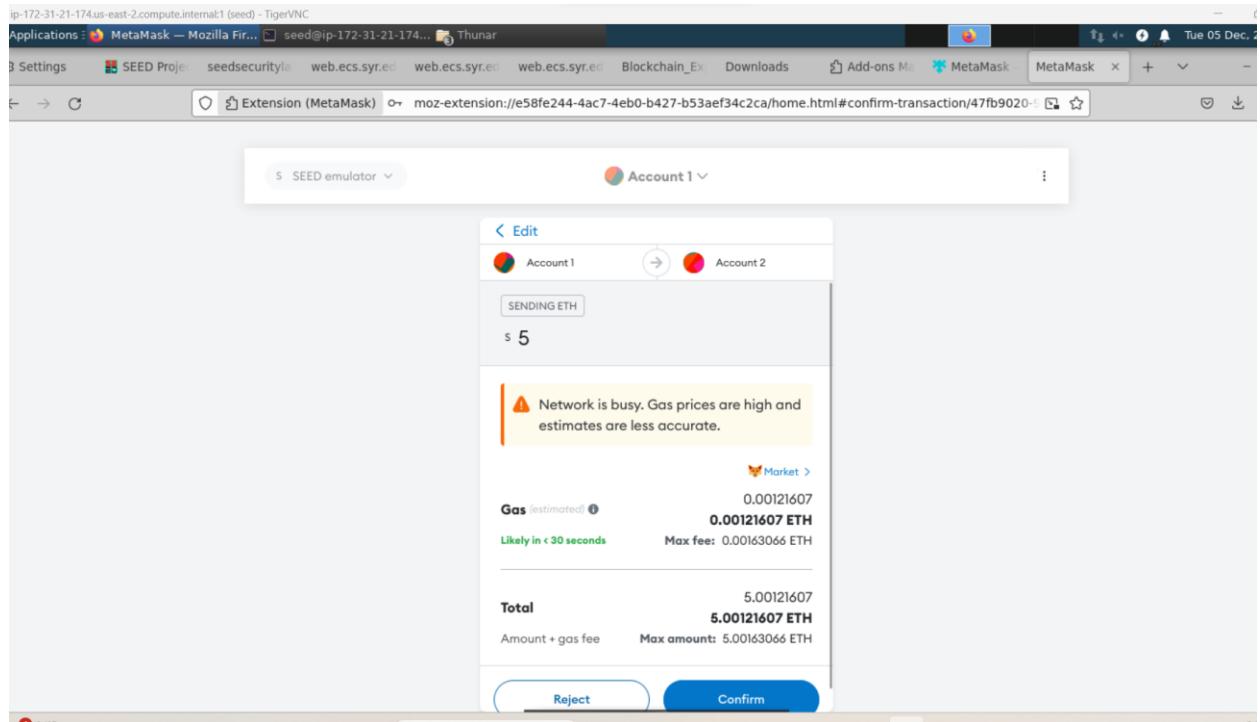 ip-172-31-21-174.us-east-2.compute.internal:1 (seed) - TigerVNC
Applications : MetaMask — Mozilla Fir... seed@ip-172-31-21-174... Thunar Tue 05 Dec, 2
Settings SEED Projec seedsecurityla web.ecs.syr.ed web.ecs.syr.ed web.ecs.syr.ed Blockchain_Ex Downloads Add-ons Ma MetaMask MetaMask
Extension (MetaMask) moz-extension://e58fe244-4ac7-4eb0-b427-b53aef34c2ca/home.html#confirm-transaction/47fb9020-
S SEED emulator Account 1
Edit
Account 1 Account 2
SENDING ETH
S 5
Network is busy. Gas prices are high and
estimates are less accurate.
Market >
0.00121607
Gas (estimated) 0.00121607 ETH
Likely in < 30 seconds Max fee: 0.00163066 ETH
5.00121607
Total 5.00121607 ETH
Amount + gas fee Max amount: 5.00163066 ETH
Reject Confirm